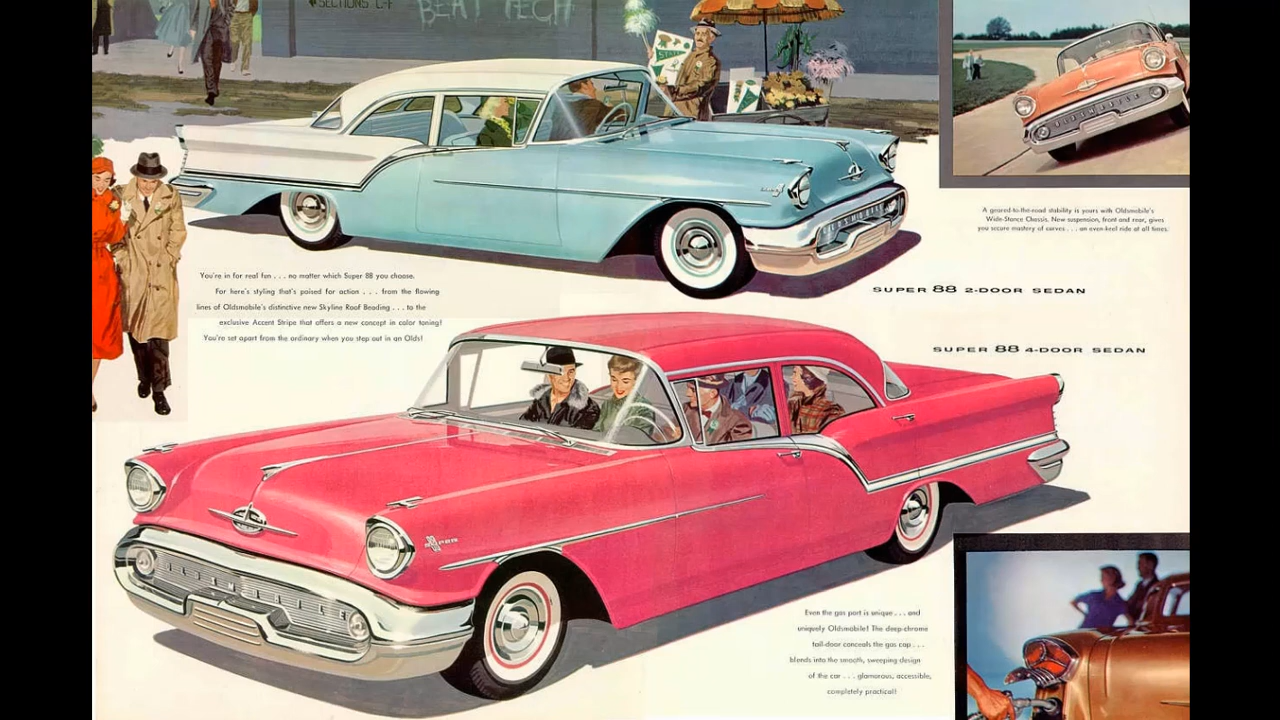 SECTIONS L-F
BEAT TECH
STATE
A geared-to-the-road stability is yours with Oldsmobile's
Wide-Stance Chassis. New suspension, front and rear, gives
you secure mastery of curves . . . an even-keel ride at all times.
You're in for real fun . . . no matter which Super 88 you choose.
For here's styling that's poised for action . . . from the flowing
lines of Oldsmobile's distinctive new Skyline Roof Beading . . . to the
exclusive Accent Stripe that offers a new concept in color toning!
You're set apart from the ordinary when you step out in an Olds!
SUPER 88 2-DOOR SEDAN
SUPER 88 4-DOOR SEDAN
OLDSMOBILE
Even the gas port is unique . . . and
uniquely Oldsmobile! The deep-chrome
tail-door conceals the gas cap . . .
blends into the smooth, sweeping design
of the car . . . glamorous, accessible,
completely practical!